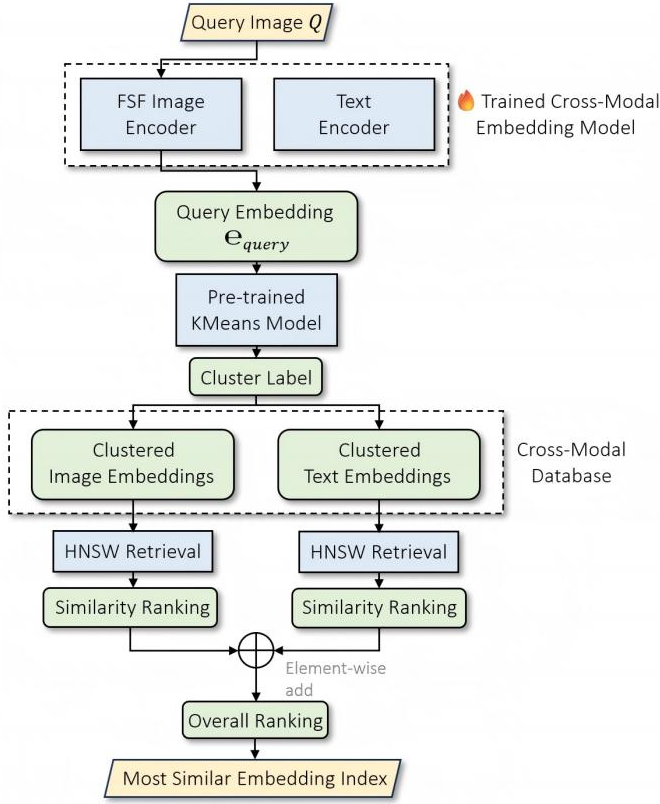 Query Image Q
FSF Image
Encoder
Text
Encoder
Trained Cross-Modal
Embedding Model
Query Embedding
e_query
Pre-trained
KMeans Model
Cluster Label
Clustered
Image Embeddings
Clustered
Text Embeddings
Cross-Modal
Database
HNSW Retrieval
HNSW Retrieval
Similarity Ranking
Similarity Ranking
Element-wise
add
Overall Ranking
Most Similar Embedding Index